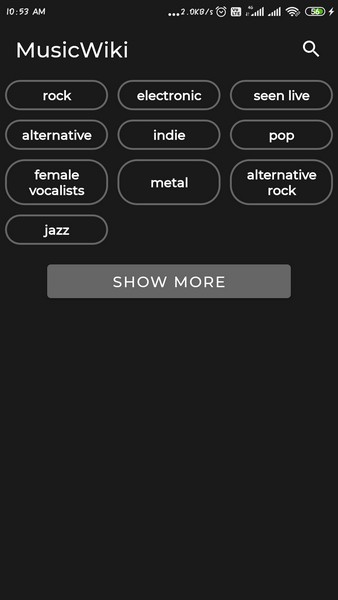 10:53 AM ...2.0KB/s 56
MusicWiki
rock electronic seen live
alternative indie pop
female vocalists metal alternative rock
jazz
SHOW MORE